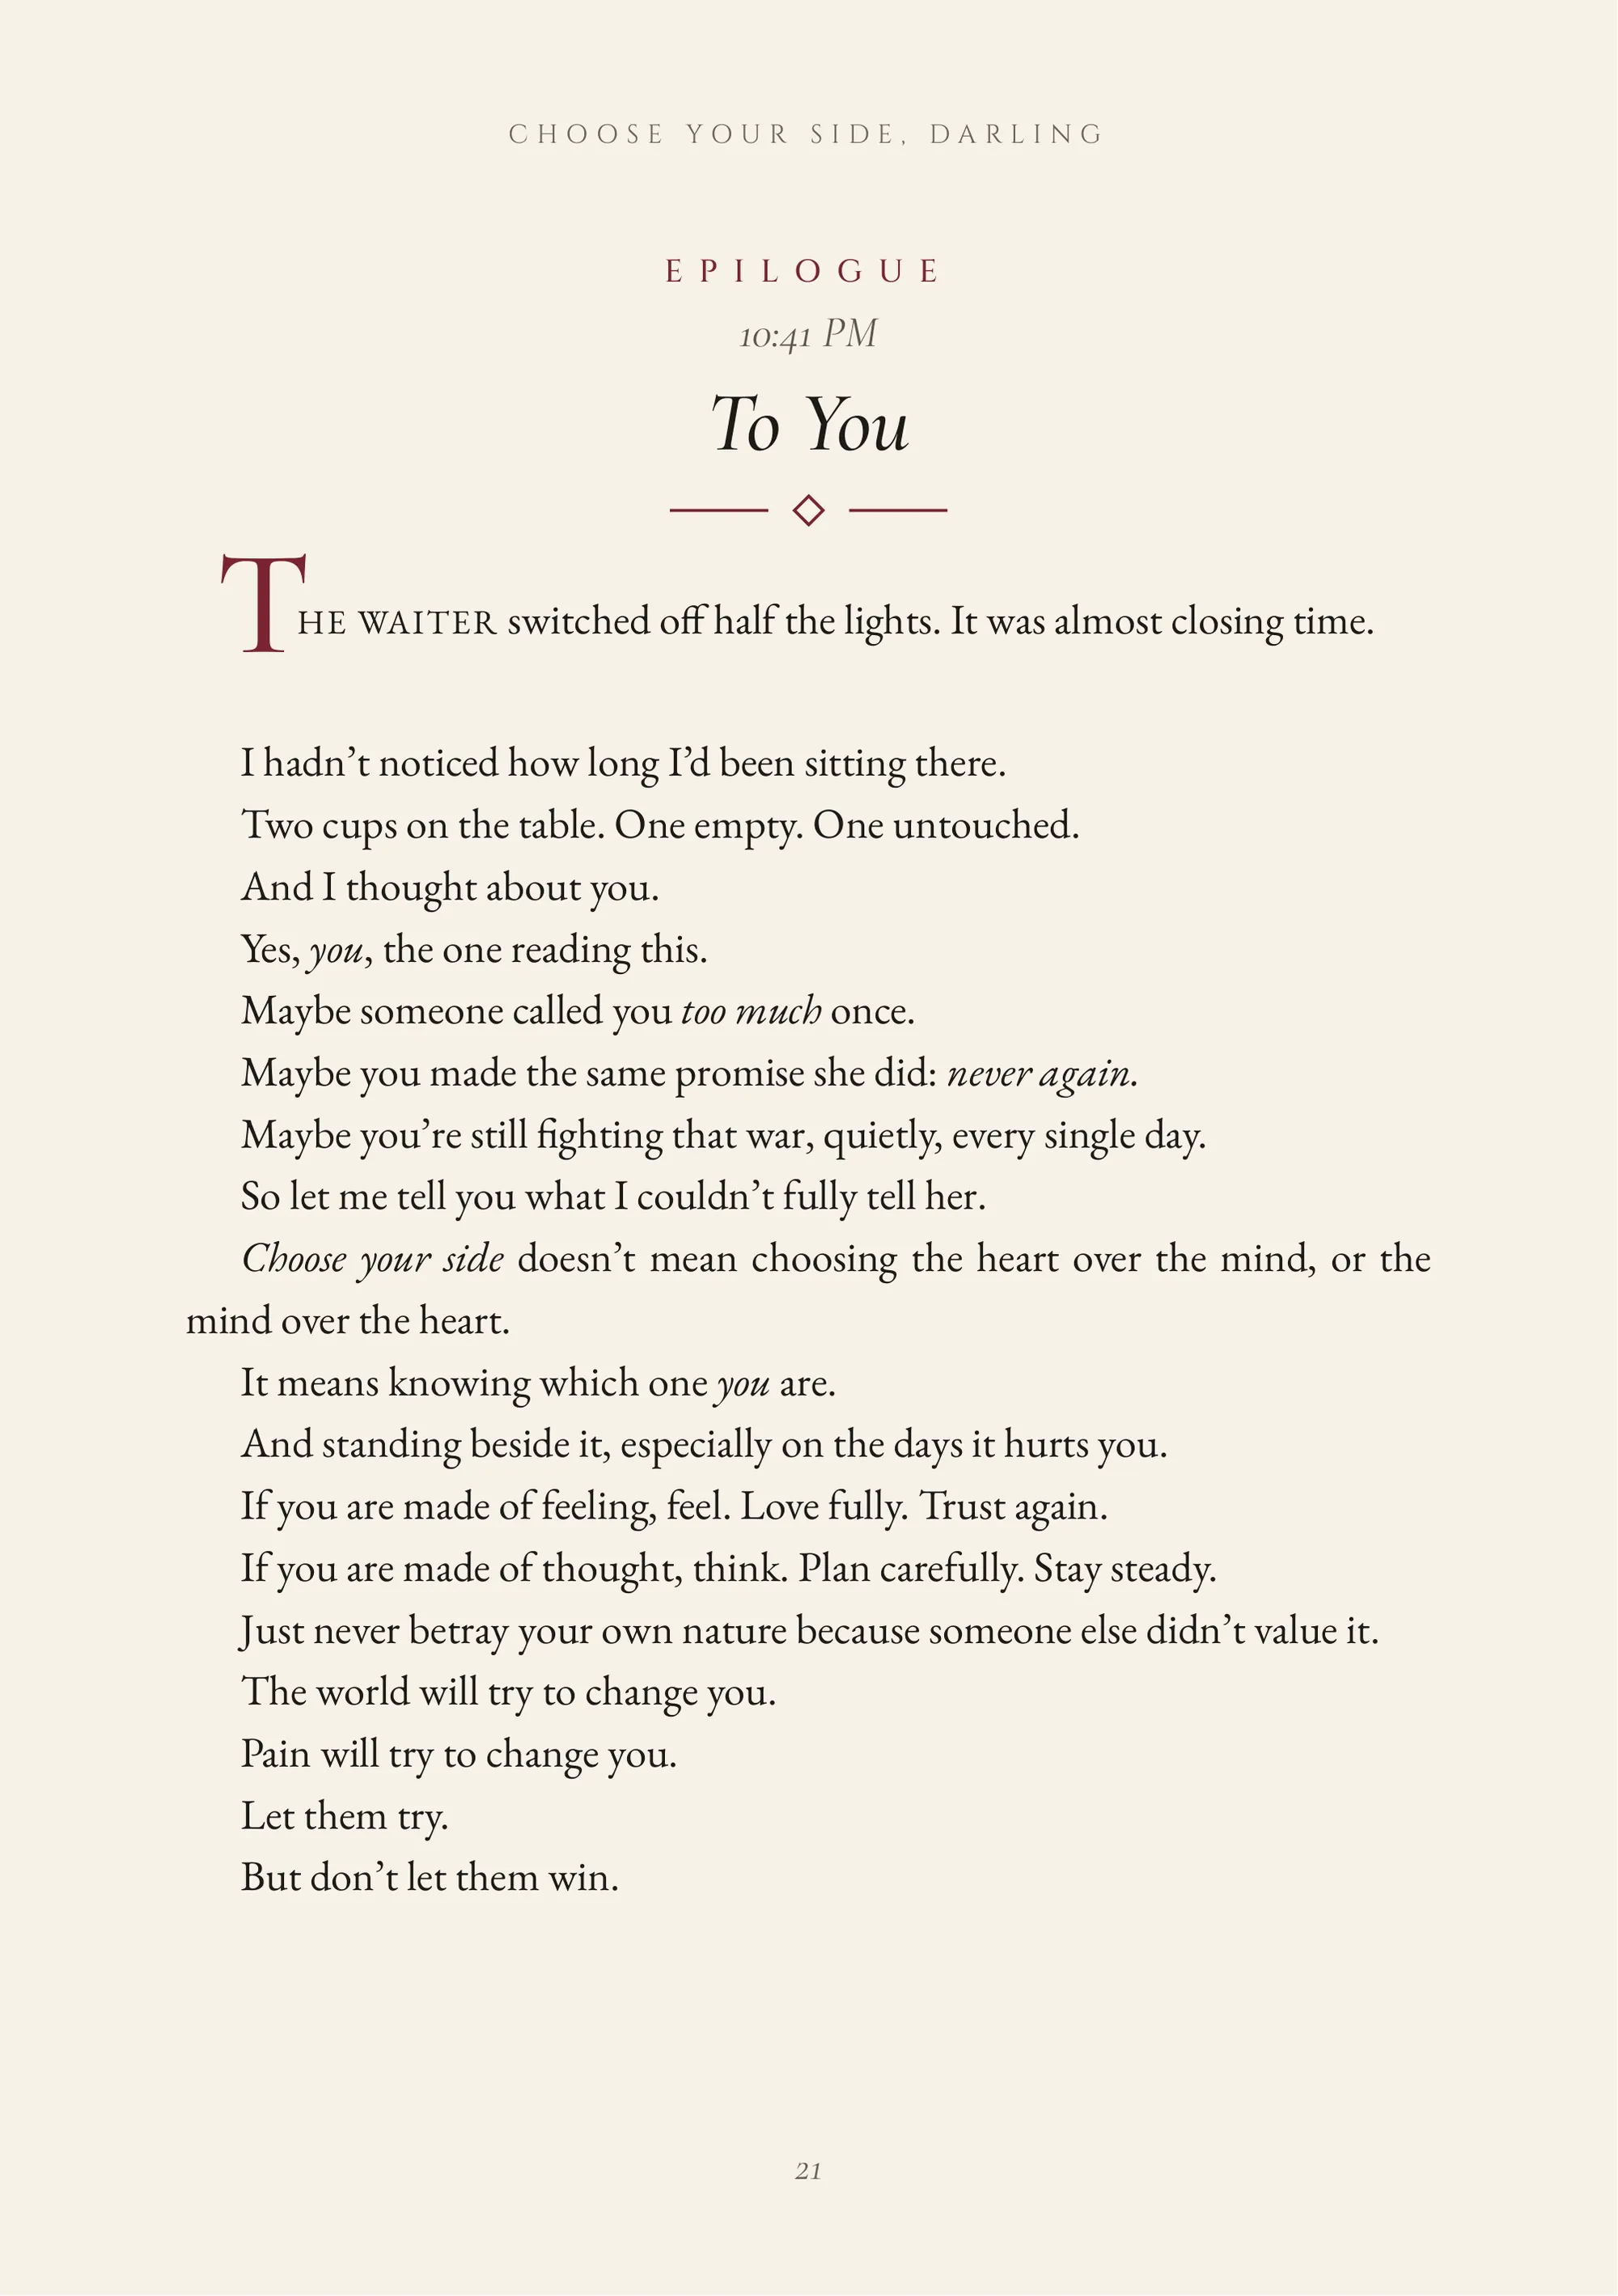 CHOOSE YOUR SIDE, DARLING
EPILOGUE
10:41 PM
To You
THE WAITER switched off half the lights. It was almost closing time.
I hadn’t noticed how long I’d been sitting there.
Two cups on the table. One empty. One untouched.
And I thought about you.
Yes, you, the one reading this.
Maybe someone called you too much once.
Maybe you made the same promise she did: never again.
Maybe you’re still fighting that war, quietly, every single day.
So let me tell you what I couldn’t fully tell her.
Choose your side doesn’t mean choosing the heart over the mind, or the
mind over the heart.
It means knowing which one you are.
And standing beside it, especially on the days it hurts you.
If you are made of feeling, feel. Love fully. Trust again.
If you are made of thought, think. Plan carefully. Stay steady.
Just never betray your own nature because someone else didn’t value it.
The world will try to change you.
Pain will try to change you.
Let them try.
But don’t let them win.
21